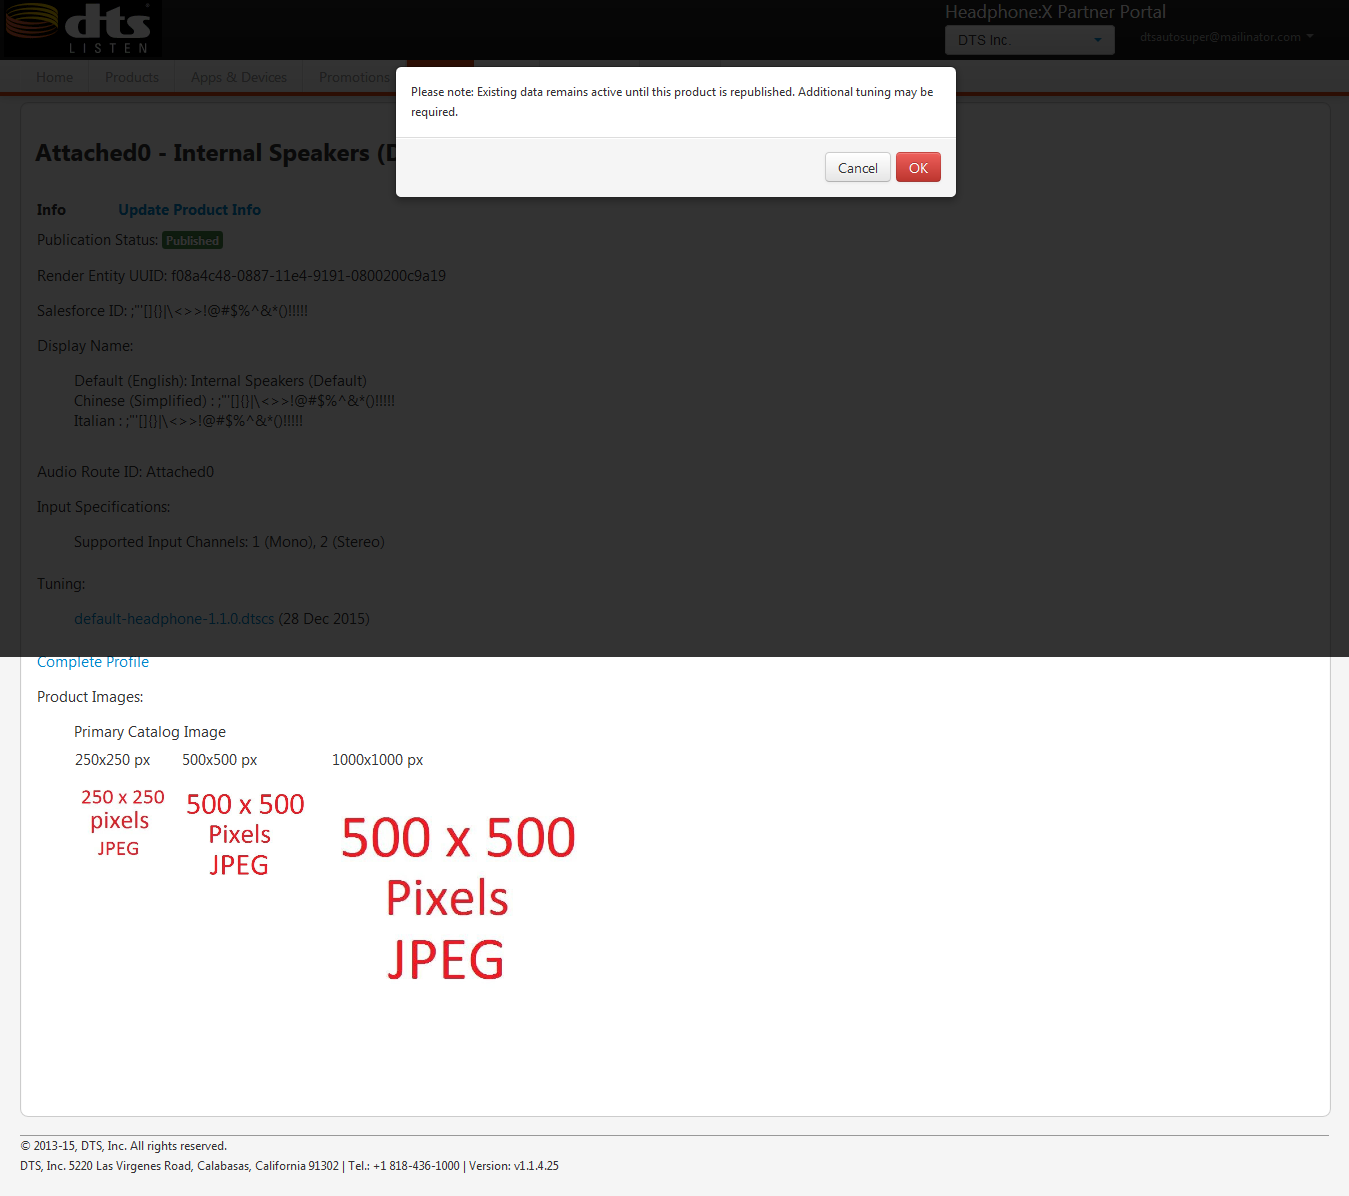 dts
LISTEN
Headphone:X Partner Portal
DTS Inc.
dtsautosuper@mailinator.com
Home
Products
Apps & Devices
Promotions
Please note: Existing data remains active until this product is republished. Additional tuning may be
required.
Cancel
OK
Attached0 - Internal Speakers (D
Info
Update Product Info
Publication Status: Published
Render Entity UUID: f08a4c48-0887-11e4-9191-0800200c9a19
Salesforce ID: ;"'[]{}|\<>>!@#$%^&*()!!!!!
Display Name:
Default (English): Internal Speakers (Default)
Chinese (Simplified) : ;"'[]{}|\<>>!@#$%^&*()!!!!!
Italian : ;"'[]{}|\<>>!@#$%^&*()!!!!!
Audio Route ID: Attached0
Input Specifications:
Supported Input Channels: 1 (Mono), 2 (Stereo)
Tuning:
default-headphone-1.1.0.dtscs (28 Dec 2015)
Complete Profile
Product Images:
Primary Catalog Image
250x250 px
500x500 px
1000x1000 px
250 x 250
pixels
JPEG
500 x 500
Pixels
JPEG
500 x 500
Pixels
JPEG
© 2013-15, DTS, Inc. All rights reserved.
DTS, Inc. 5220 Las Virgenes Road, Calabasas, California 91302 | Tel.: +1 818-436-1000 | Version: v1.1.4.25